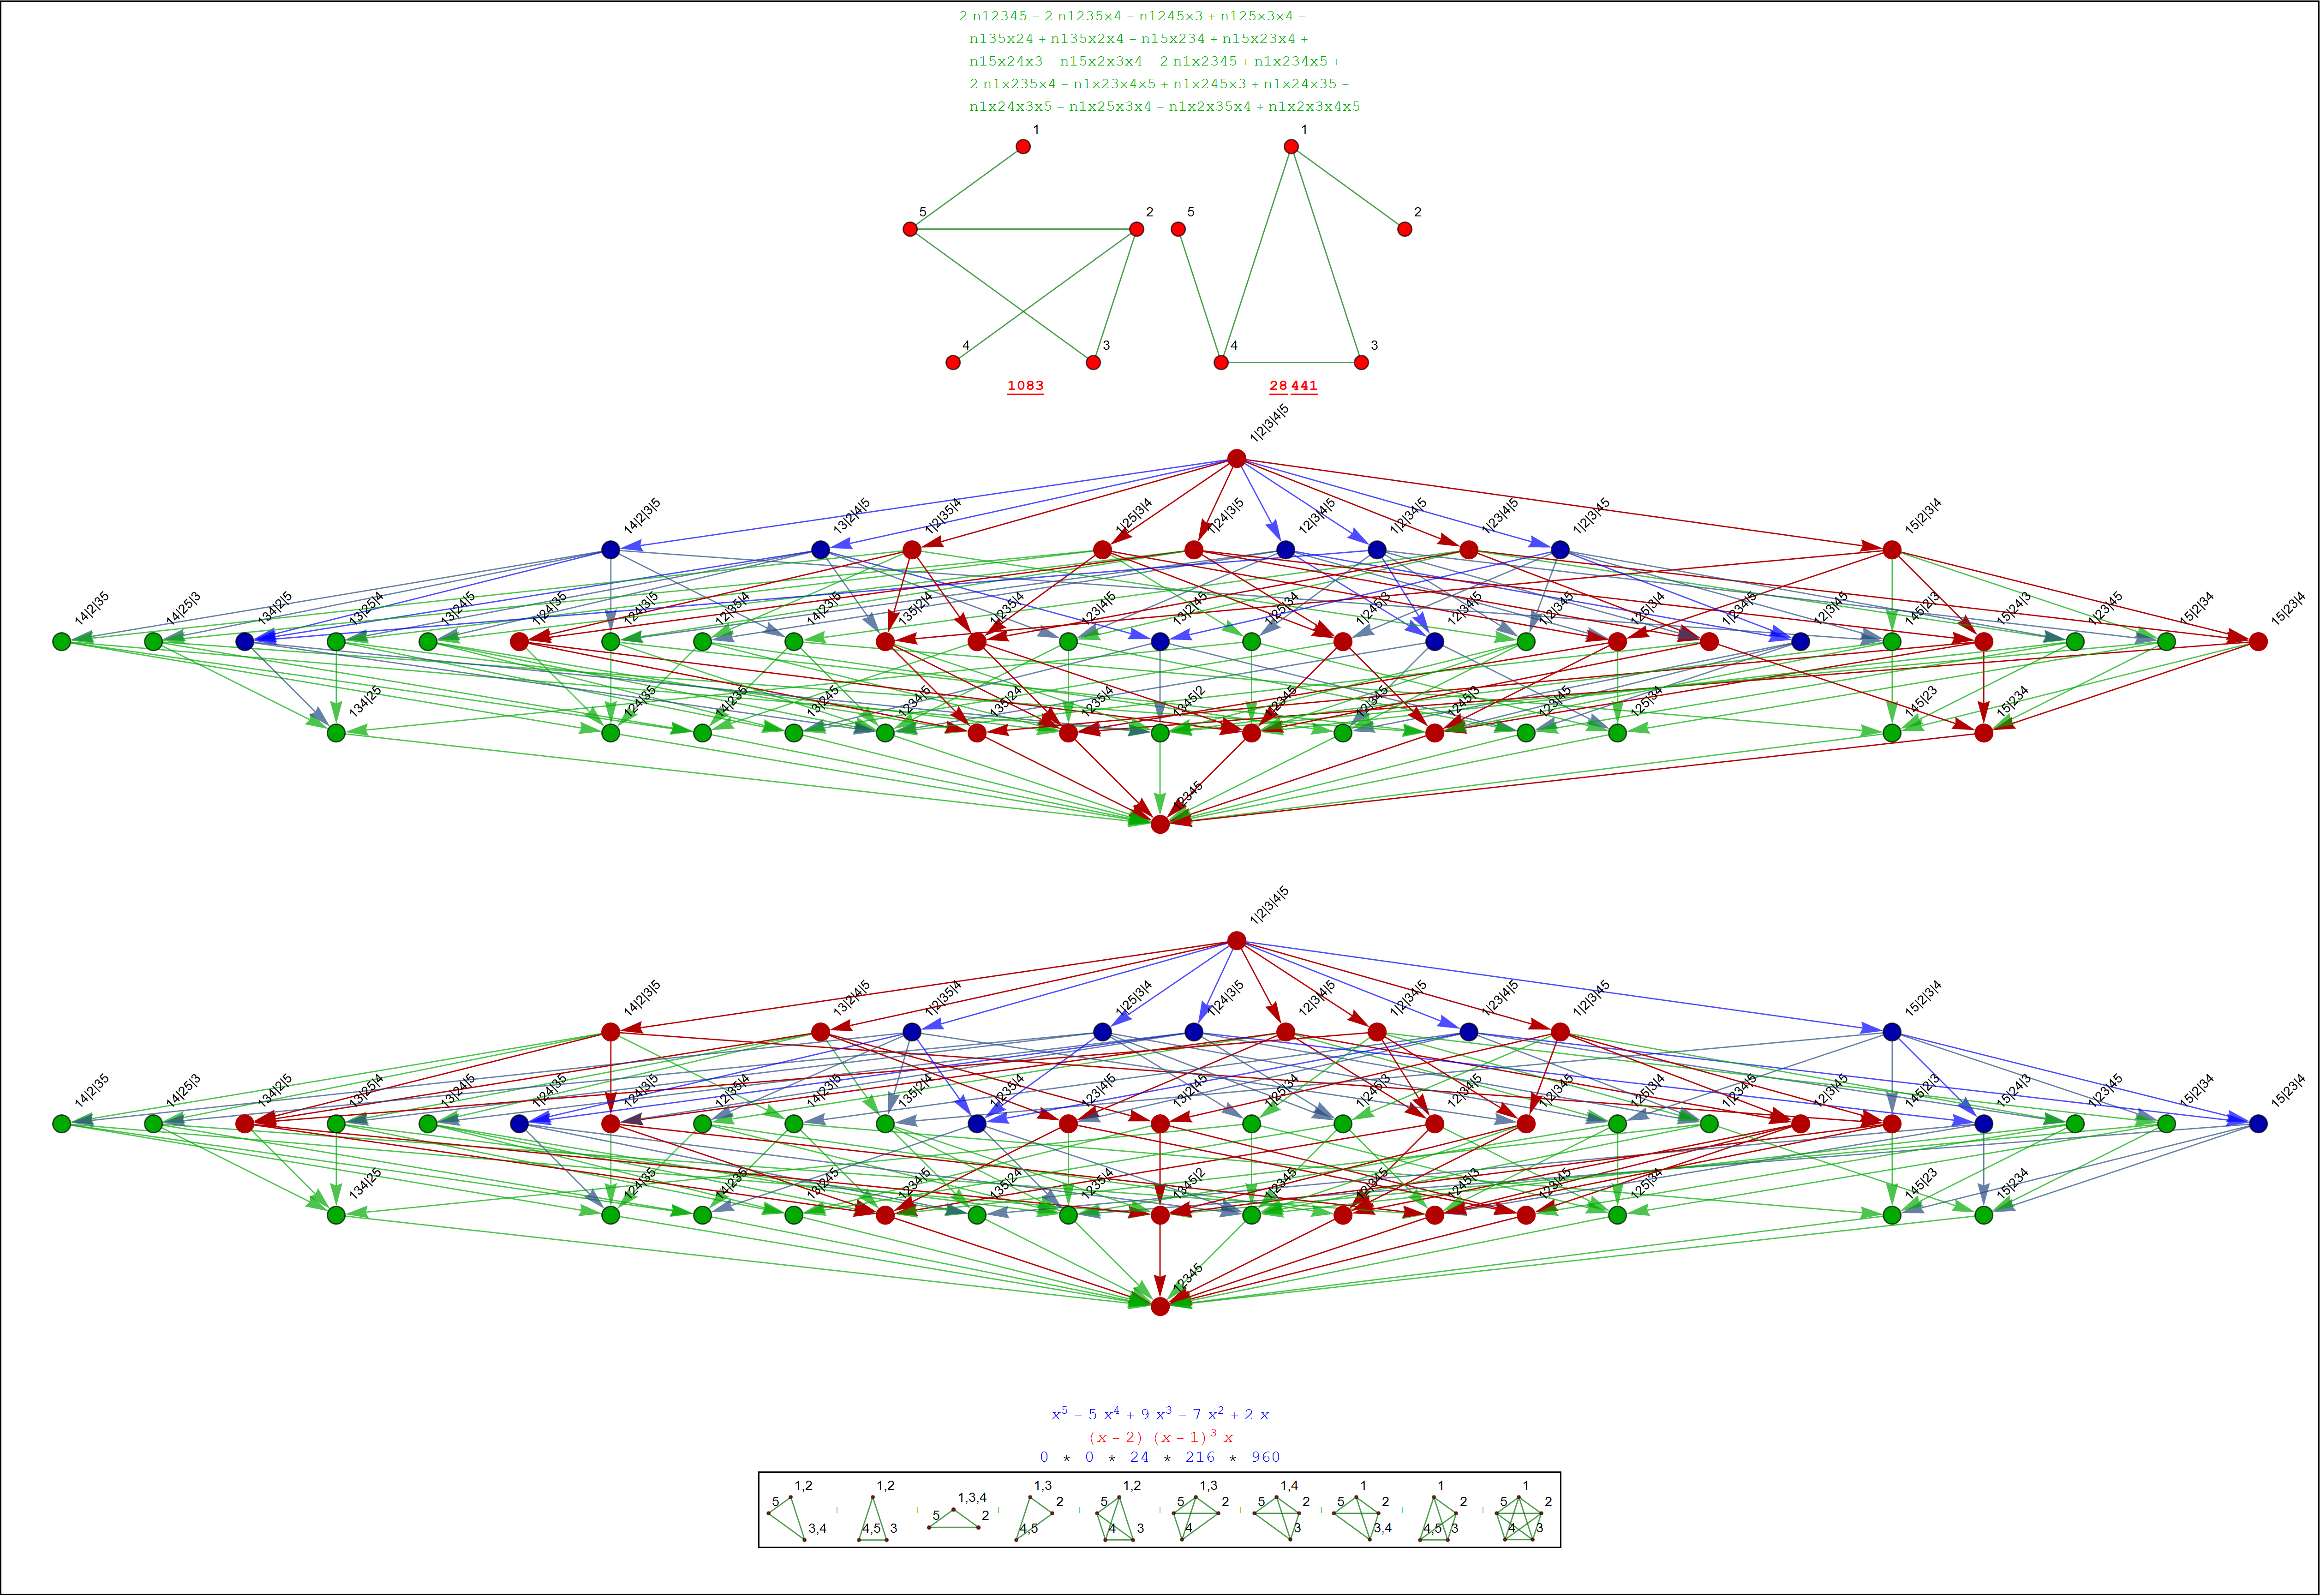 2 n12345 − 2 n1235x4 − n1245x3 + n125x3x4 −
n135x24 + n135x2x4 − n15x234 + n15x23x4 +
n15x24x3 − n15x2x3x4 − 2 n1x2345 + n1x234x5 +
2 n1x235x4 − n1x23x4x5 + n1x245x3 + n1x24x35 −
n1x24x3x5 − n1x25x3x4 − n1x2x35x4 + n1x2x3x4x5
1 1
5 2 5 2
4 3 4 3
1083 28 441
1|2|3|4|5
14|2|3|5 13|2|4|5 1|2|35|4 1|25|3|4 1|24|3|5 12|3|4|5 1|2|34|5 1|23|4|5 1|2|3|45 15|2|3|4
14|2|35 14|25|3 134|2|5 13|25|4 13|24|5 1|24|35 124|3|5 12|35|4 14|23|5 135|2|4 1|235|4 123|4|5 13|2|45 1|25|34 1|245|3 12|34|5 1|2|345 125|3|4 1|234|5 12|3|45 145|2|3 15|24|3 1|23|45 15|2|34 15|23|4
134|25 124|35 14|235 13|245 1234|5 135|24 1235|4 1345|2 1|2345 12|345 1245|3 123|45 125|34 145|23 15|234
12345
1|2|3|4|5
14|2|3|5 13|2|4|5 1|2|35|4 1|25|3|4 1|24|3|5 12|3|4|5 1|2|34|5 1|23|4|5 1|2|3|45 15|2|3|4
14|2|35 14|25|3 134|2|5 13|25|4 13|24|5 1|24|35 124|3|5 12|35|4 14|23|5 135|2|4 1|235|4 123|4|5 13|2|45 1|25|34 1|245|3 12|34|5 1|2|345 125|3|4 1|234|5 12|3|45 145|2|3 15|24|3 1|23|45 15|2|34 15|23|4
134|25 124|35 14|235 13|245 1234|5 135|24 1235|4 1345|2 1|2345 12|345 1245|3 123|45 125|34 145|23 15|234
12345
x⁵ − 5 x⁴ + 9 x³ − 7 x² + 2 x
(x − 2) (x − 1)³ x
0 * 0 * 24 * 216 * 960
1,2 5 3,4 + 1,2 4,5 3 + 1,3,4 5 2 + 1,3 2 4,5 + 1,2 5 4 3 + 1,3 5 2 4 + 1,4 5 2 3 + 1 5 2 3,4 + 1 2 4,5 3 + 1 5 2 4 3